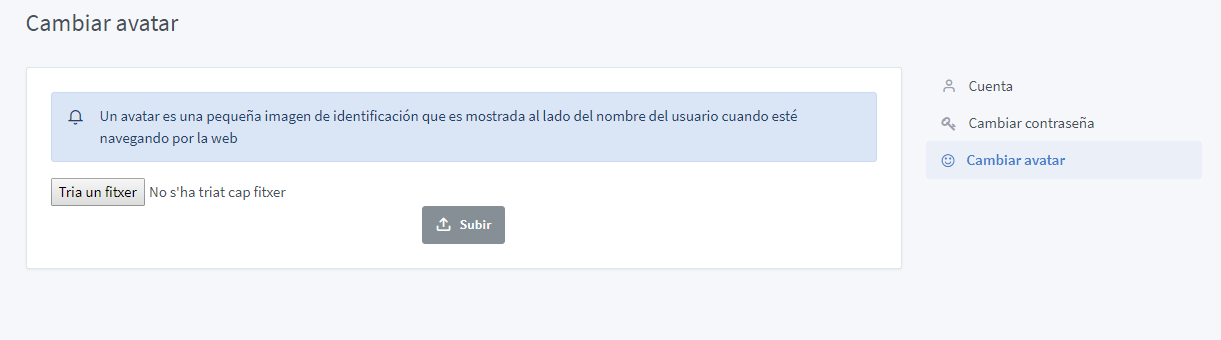 Cambiar avatar
Un avatar es una pequeña imagen de identificación que es mostrada al lado del nombre del usuario cuando esté
navegando por la web
Tria un fitxer No s'ha triat cap fitxer
Subir
Cuenta
Cambiar contraseña
Cambiar avatar